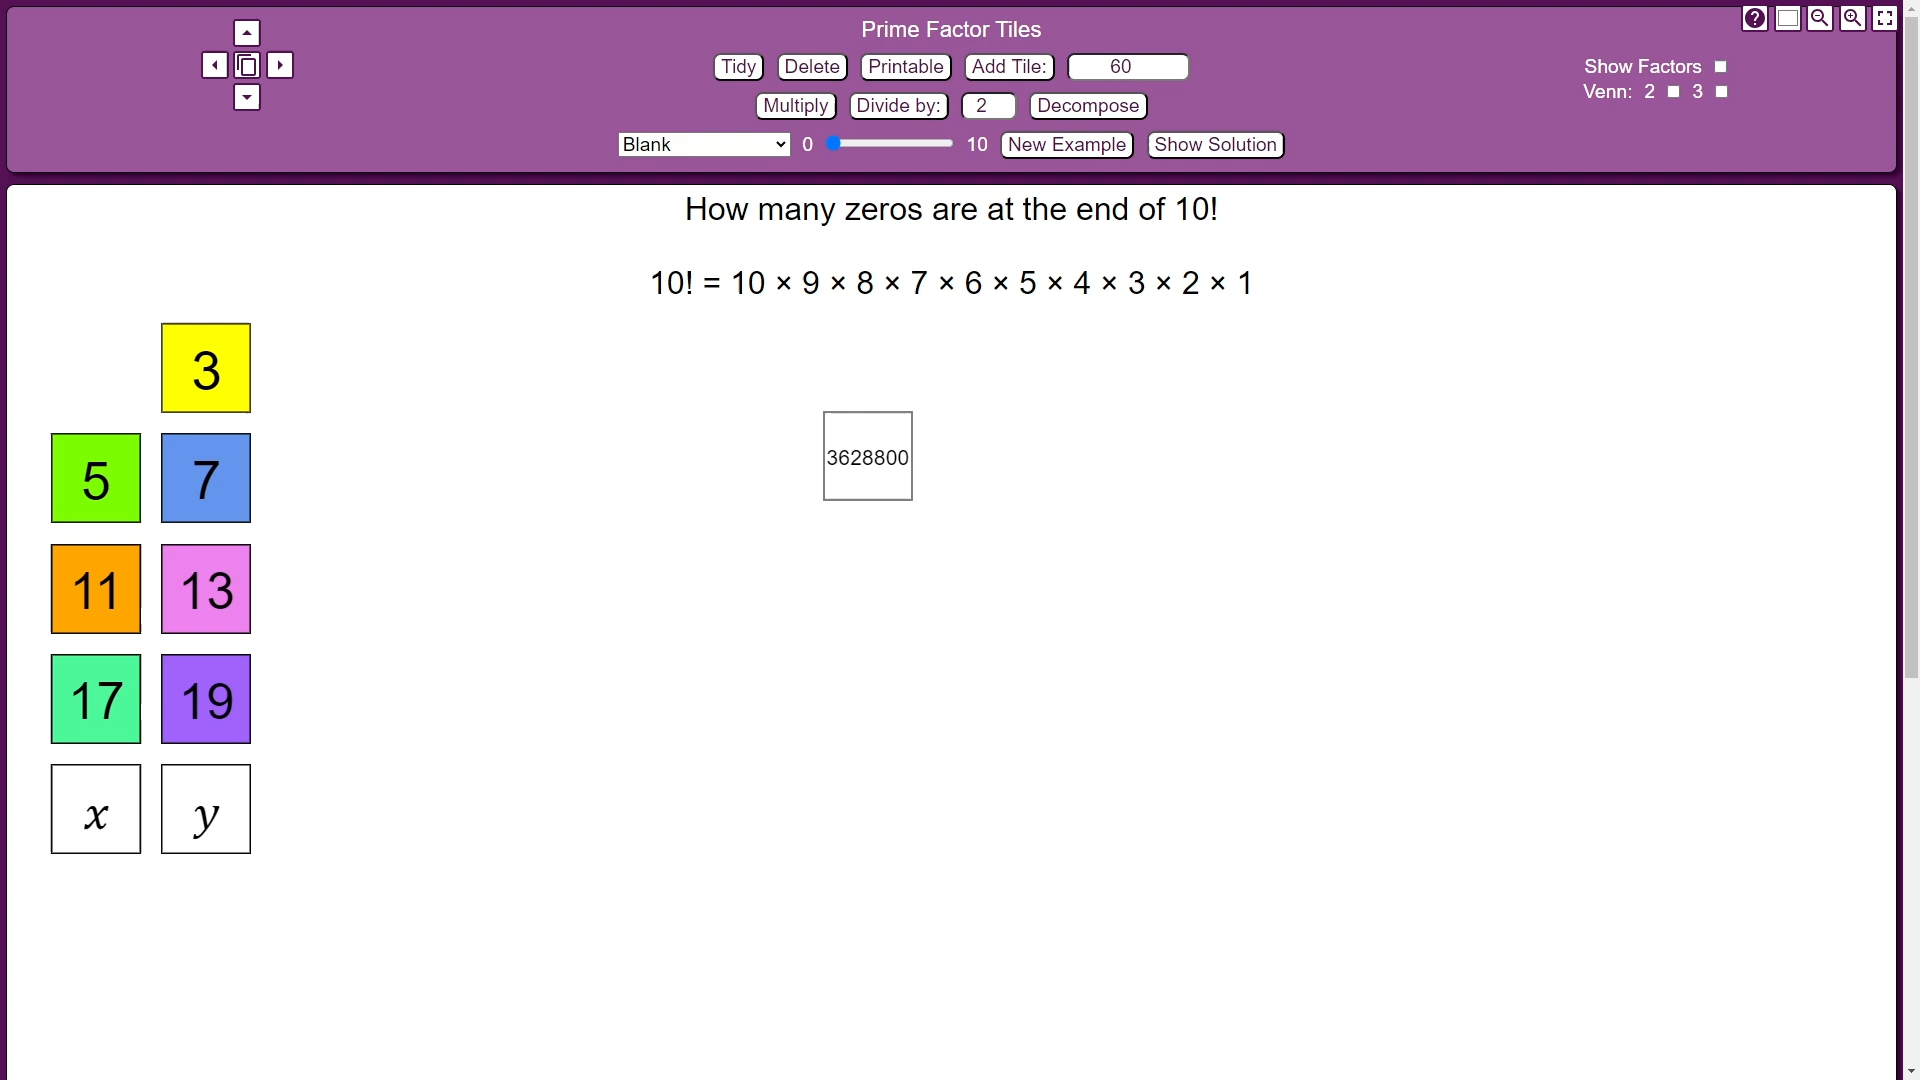 Prime Factor Tiles
Tidy Delete Printable Add Tile: 60
Show Factors
Multiply Divide by: 2 Decompose
Venn: 2 3
Blank 0 10 New Example Show Solution
How many zeros are at the end of 10!
10! = 10 × 9 × 8 × 7 × 6 × 5 × 4 × 3 × 2 × 1
3
3628800
5 7
11 13
17 19
x y